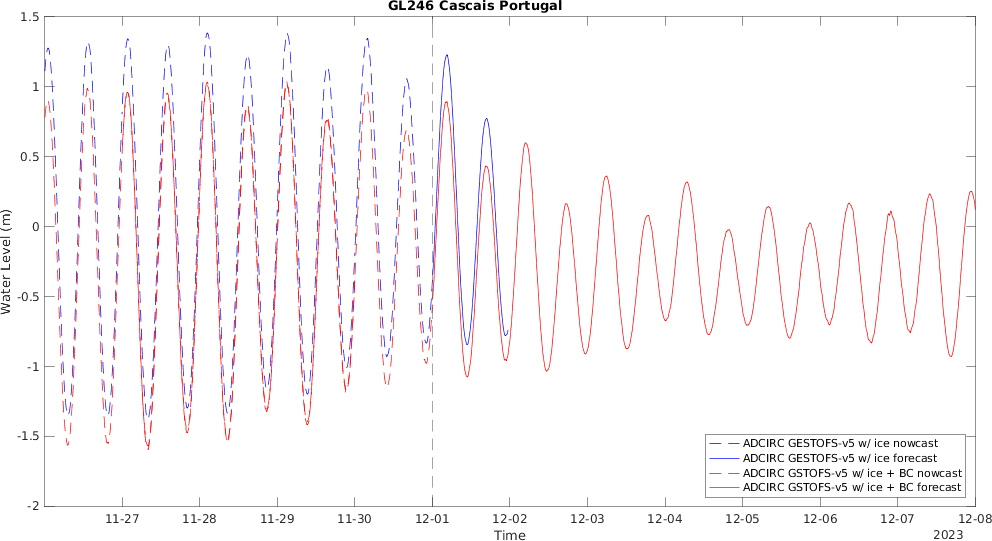 GL246 Cascais Portugal
1.5
1
0.5
0
-0.5
-1
-1.5
-2
Water Level (m)
11-27 11-28 11-29 11-30 12-01 12-02 12-03 12-04 12-05 12-06 12-07 12-08
Time
2023
ADCIRC GESTOFS-v5 w/ ice nowcast
ADCIRC GESTOFS-v5 w/ ice forecast
ADCIRC GSTOFS-v5 w/ ice + BC nowcast
ADCIRC GSTOFS-v5 w/ ice + BC forecast